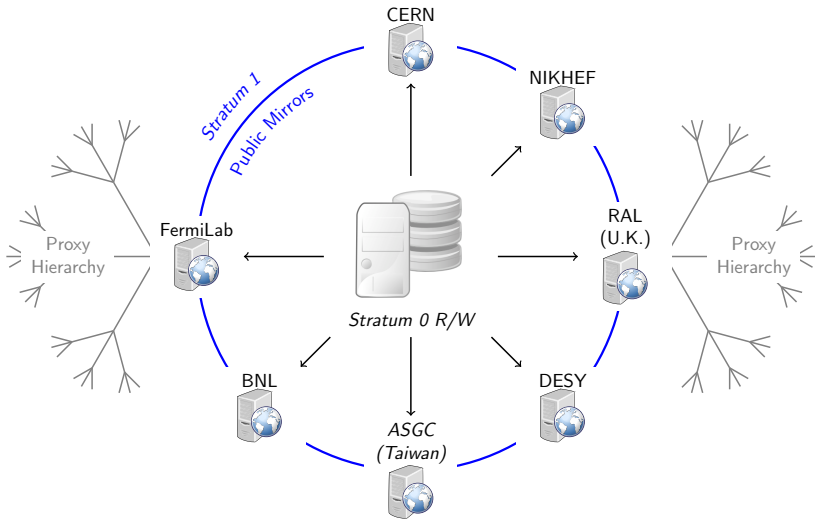 CERN
NIKHEF
Stratum 1
Public Mirrors
FermiLab
RAL
(U.K.)
Proxy
Hierarchy
Proxy
Hierarchy
Stratum 0 R/W
BNL
DESY
ASGC
(Taiwan)